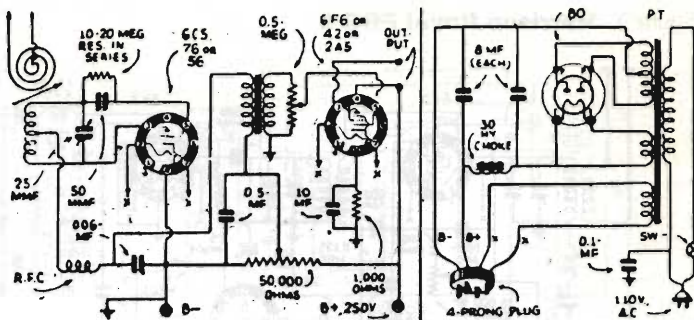 10-20 MEG
RES. IN
SERIES
6C5,
76 OR
56
0.5-
MEG
6F6 OR
42 OR
2A5
OUT-
PUT
25
MMF
50
MMF
.006-
MF
R.F.C
0.5-
MF
10
MF
X
X
X
X
50,000
OHMS
1,000
OHMS
B-
B+, 250V
8 MF
(EACH)
80
PT
30
HY
CHOKE
B-
B+
X
X
4-PRONG PLUG
0.1-
MF
SW-
110V.
A.C